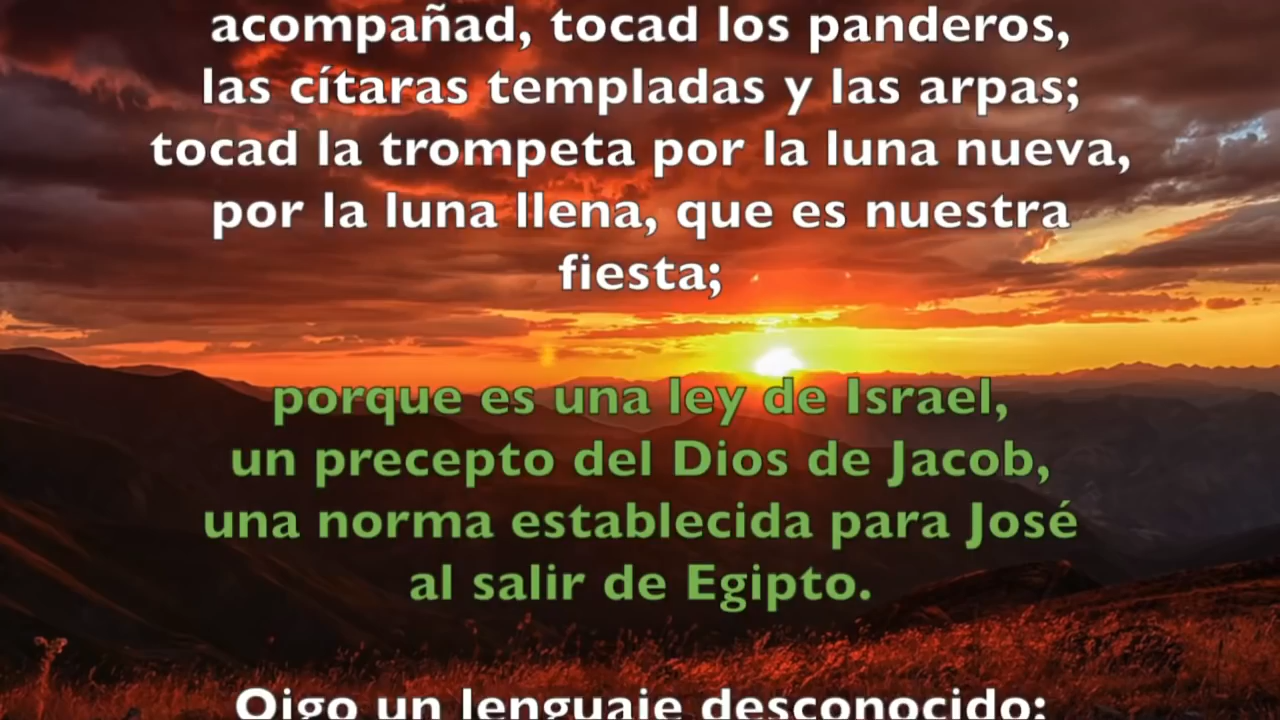 acompañad, tocad los panderos,
las cítaras templadas y las arpas;
tocad la trompeta por la luna nueva,
por la luna llena, que es nuestra
fiesta;
porque es una ley de Israel,
un precepto del Dios de Jacob,
una norma establecida para José
al salir de Egipto.
Oigo un lenguaje desconocido: